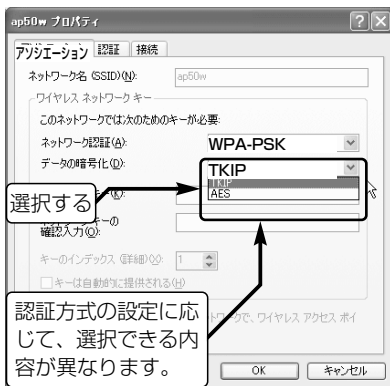 ap50w プロパティ
アソシエーション 認証 接続
ネットワーク名 (SSID)(N): ap50w
ワイヤレス ネットワーク キー
このネットワークでは次のためのキーが必要:
ネットワーク認証(A): WPA-PSK
データの暗号化(D): TKIP
TKIP
AES
選択する
キーの
確認入力(O):
キーのインデックス (詳細)(X): 1
キーは自動的に提供される(H)
認証方式の設定に応
じて、選択できる内
容が異なります。
トワークで、ワイヤレス アクセス ポイ
OK キャンセル